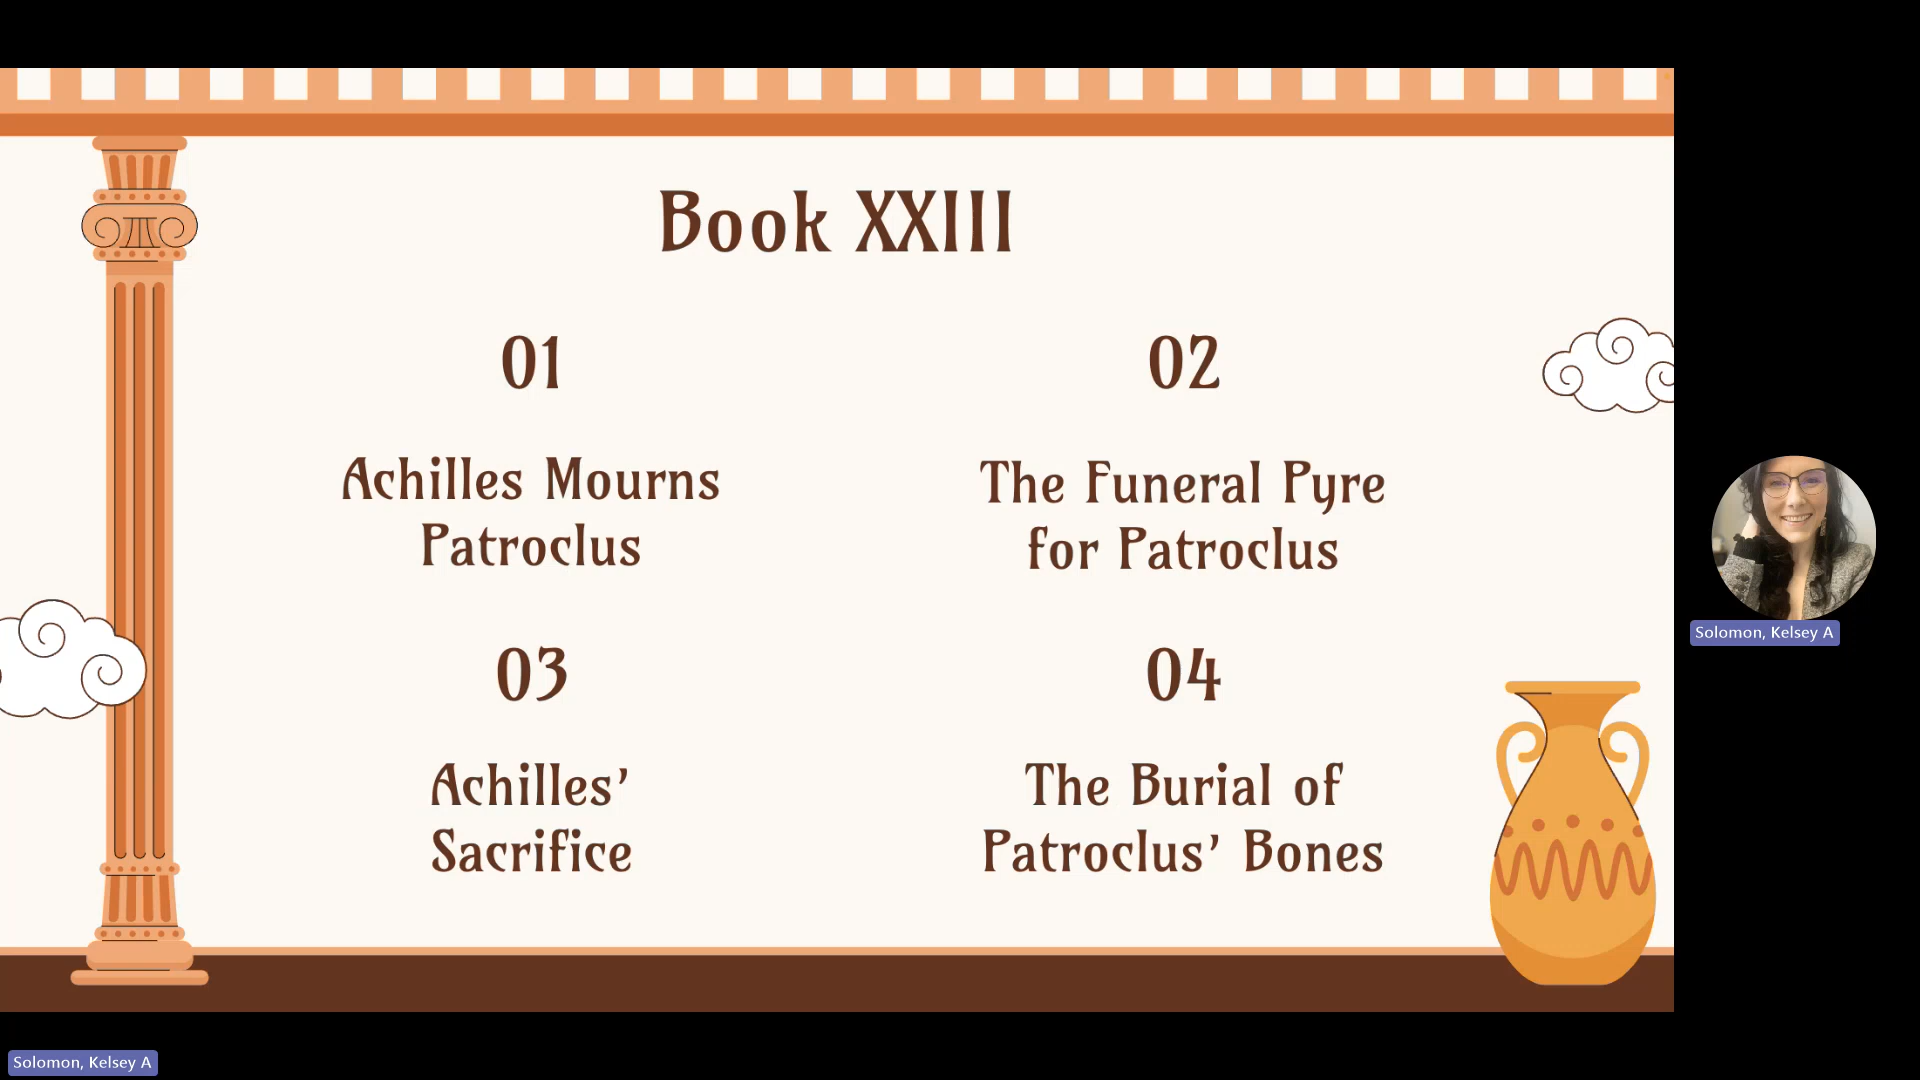 Book XXIII
01
Achilles Mourns
Patroclus
02
The Funeral Pyre
for Patroclus
03
Achilles’
Sacrifice
04
The Burial of
Patroclus’ Bones
Solomon, Kelsey A
Solomon, Kelsey A